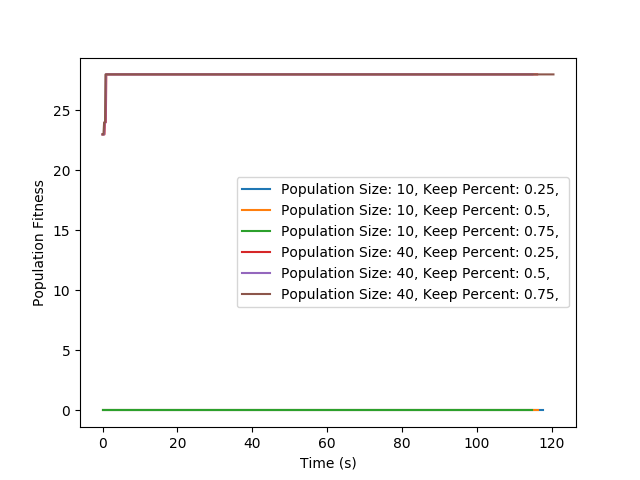 25
20
15
10
5
0
Population Fitness
Population Size: 10, Keep Percent: 0.25,
Population Size: 10, Keep Percent: 0.5,
Population Size: 10, Keep Percent: 0.75,
Population Size: 40, Keep Percent: 0.25,
Population Size: 40, Keep Percent: 0.5,
Population Size: 40, Keep Percent: 0.75,
0 20 40 60 80 100 120
Time (s)